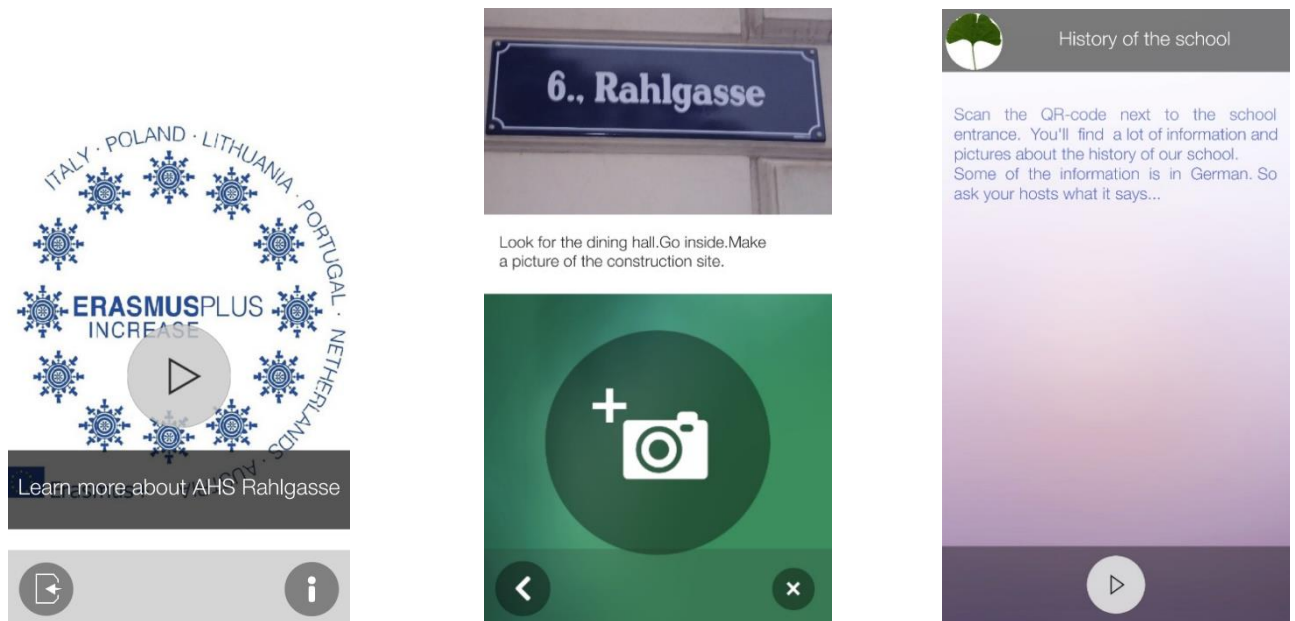 ITALY · POLAND · LITHUANIA · PORTUGAL · NETHERLANDS · AUSTRIA ·
ERASMUSPLUS
INCREASE
Erasmus+
Learn more about AHS Rahlgasse
6., Rahlgasse
Look for the dining hall.Go inside.Make
a picture of the construction site.
History of the school
Scan the QR-code next to the school
entrance. You'll find a lot of information and
pictures about the history of our school.
Some of the information is in German. So
ask your hosts what it says...